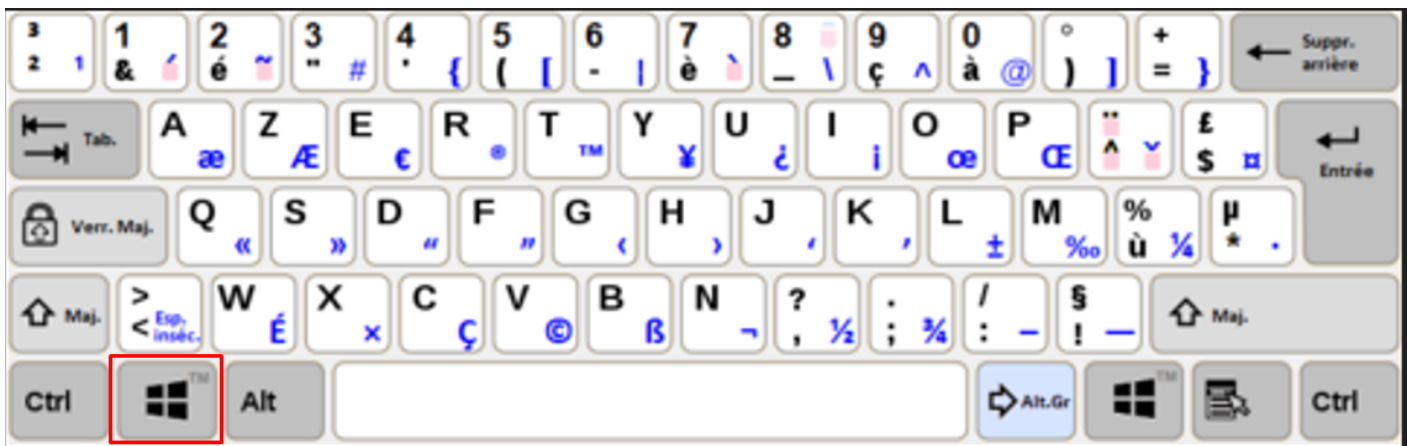 3 1 2 3 4 5 6 7 8 ¯ 9 0 ° +
² ¹ & ´ é ~ " # ' { ( [ - | è ` _ \ ç ^ à @ ) ] = } Suppr. arrière
Tab. A æ Z Æ E € R ® T ™ Y ¥ U ¿ I ¡ O œ P Œ ¨ ^ ˇ £ $ ¤ Entrée
Verr. Maj. Q « S » D “ F ” G ‹ H › J ‘ K ’ L ± M ‰ % ù ¼ µ * ·
Maj. > < Esp. inséc. W É X × C Ç V © B ß N ¬ ? , ½ . ; ¾ / : – § ! — Maj.
Ctrl TM Alt Alt.Gr TM Ctrl